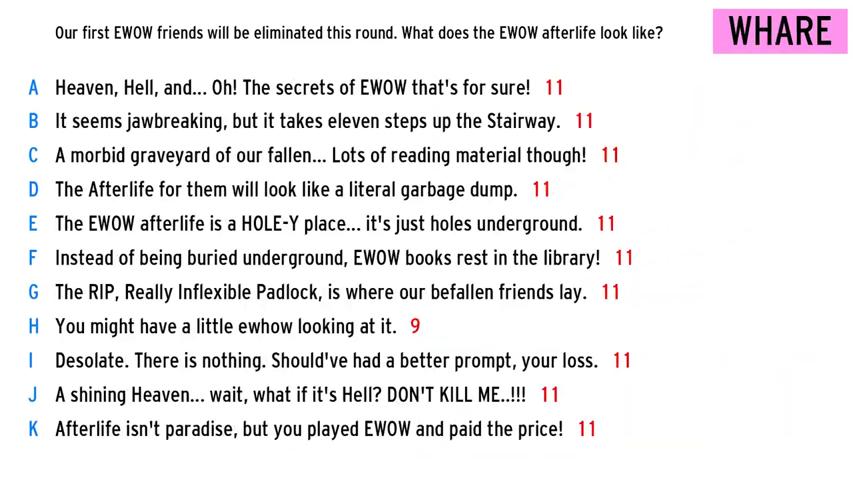 Our first EWOW friends will be eliminated this round. What does the EWOW afterlife look like?
WHARE
A Heaven, Hell, and... Oh! The secrets of EWOW that's for sure! 11
B It seems jawbreaking, but it takes eleven steps up the Stairway. 11
C A morbid graveyard of our fallen... Lots of reading material though! 11
D The Afterlife for them will look like a literal garbage dump. 11
E The EWOW afterlife is a HOLE-Y place... it's just holes underground. 11
F Instead of being buried underground, EWOW books rest in the library! 11
G The RIP, Really Inflexible Padlock, is where our befallen friends lay. 11
H You might have a little ewhow looking at it. 9
I Desolate. There is nothing. Should've had a better prompt, your loss. 11
J A shining Heaven... wait, what if it's Hell? DON'T KILL ME..!!! 11
K Afterlife isn't paradise, but you played EWOW and paid the price! 11